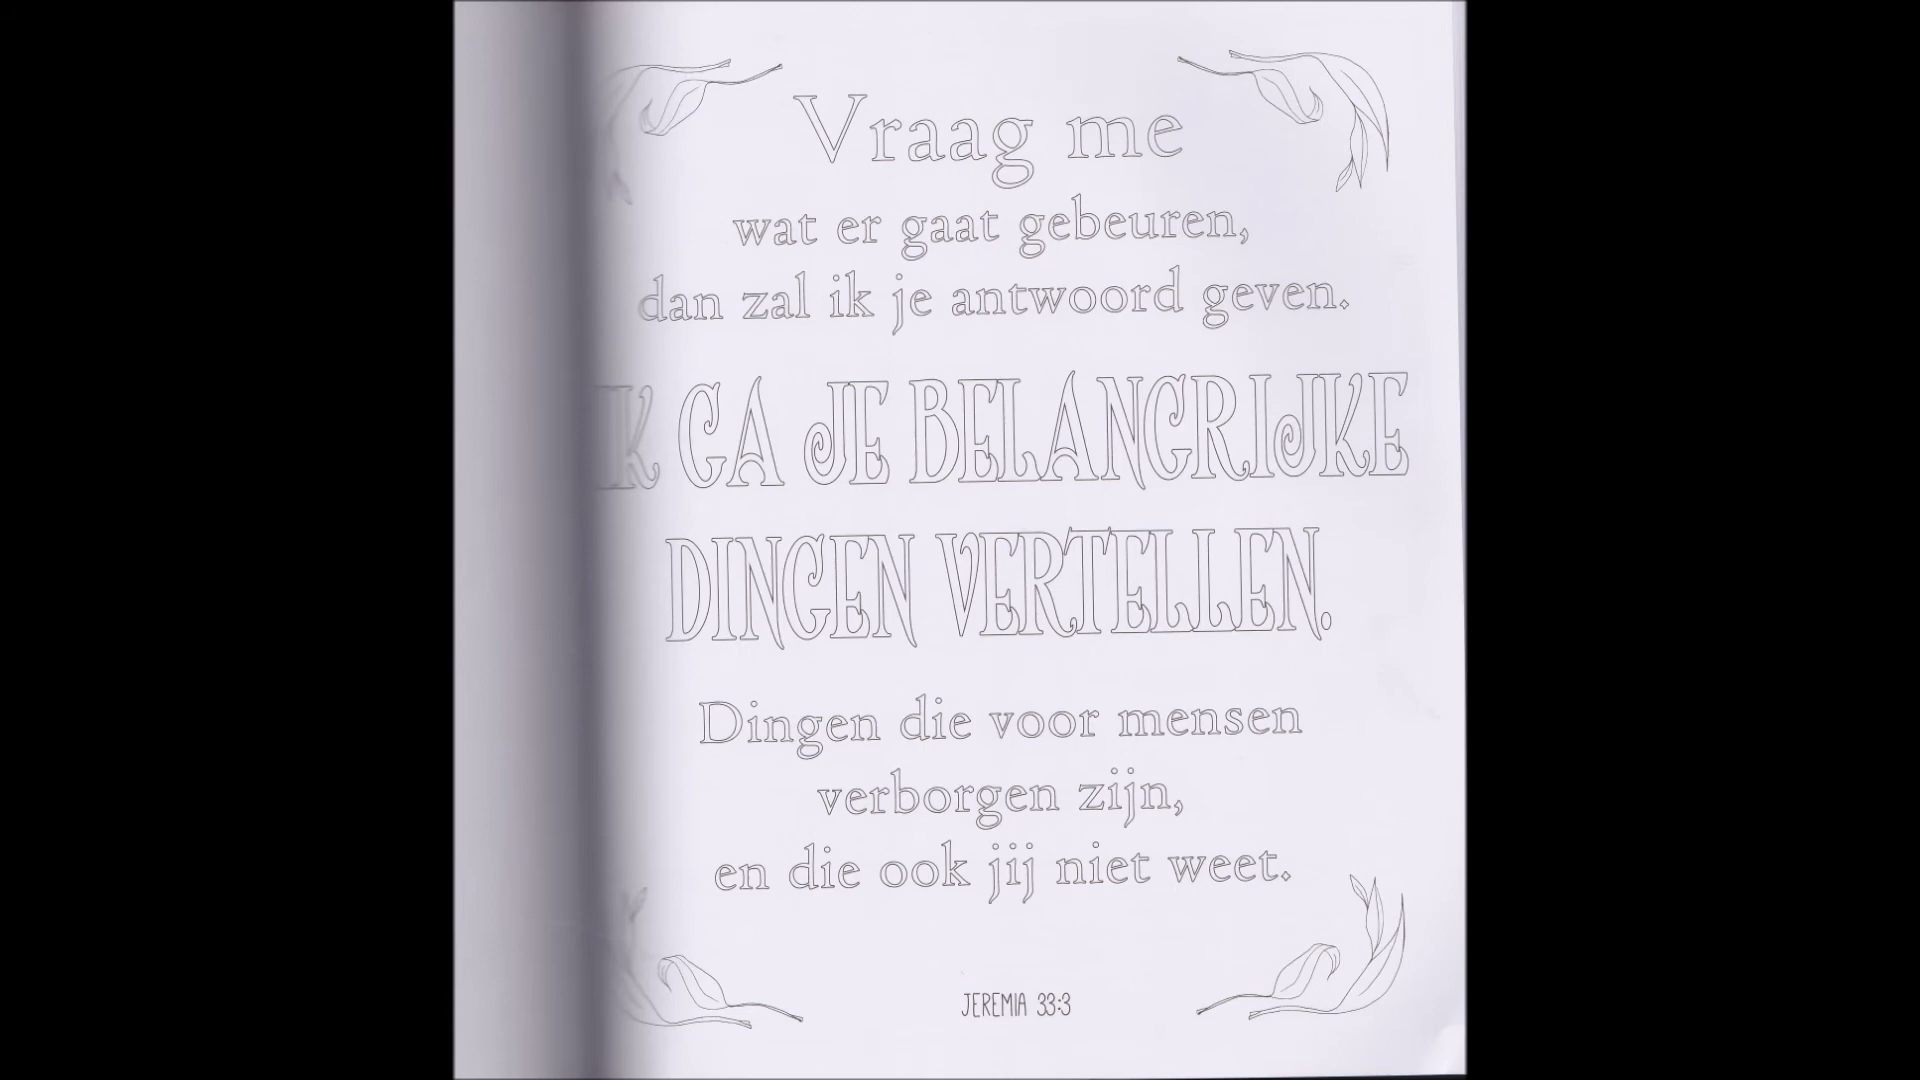 Vraag me
wat er gaat gebeuren,
dan zal ik je antwoord geven.
IK GA JE BELANGRIJKE
DINGEN VERTELLEN.
Dingen die voor mensen
verborgen zijn,
en die ook jij niet weet.
JEREMIA 33:3